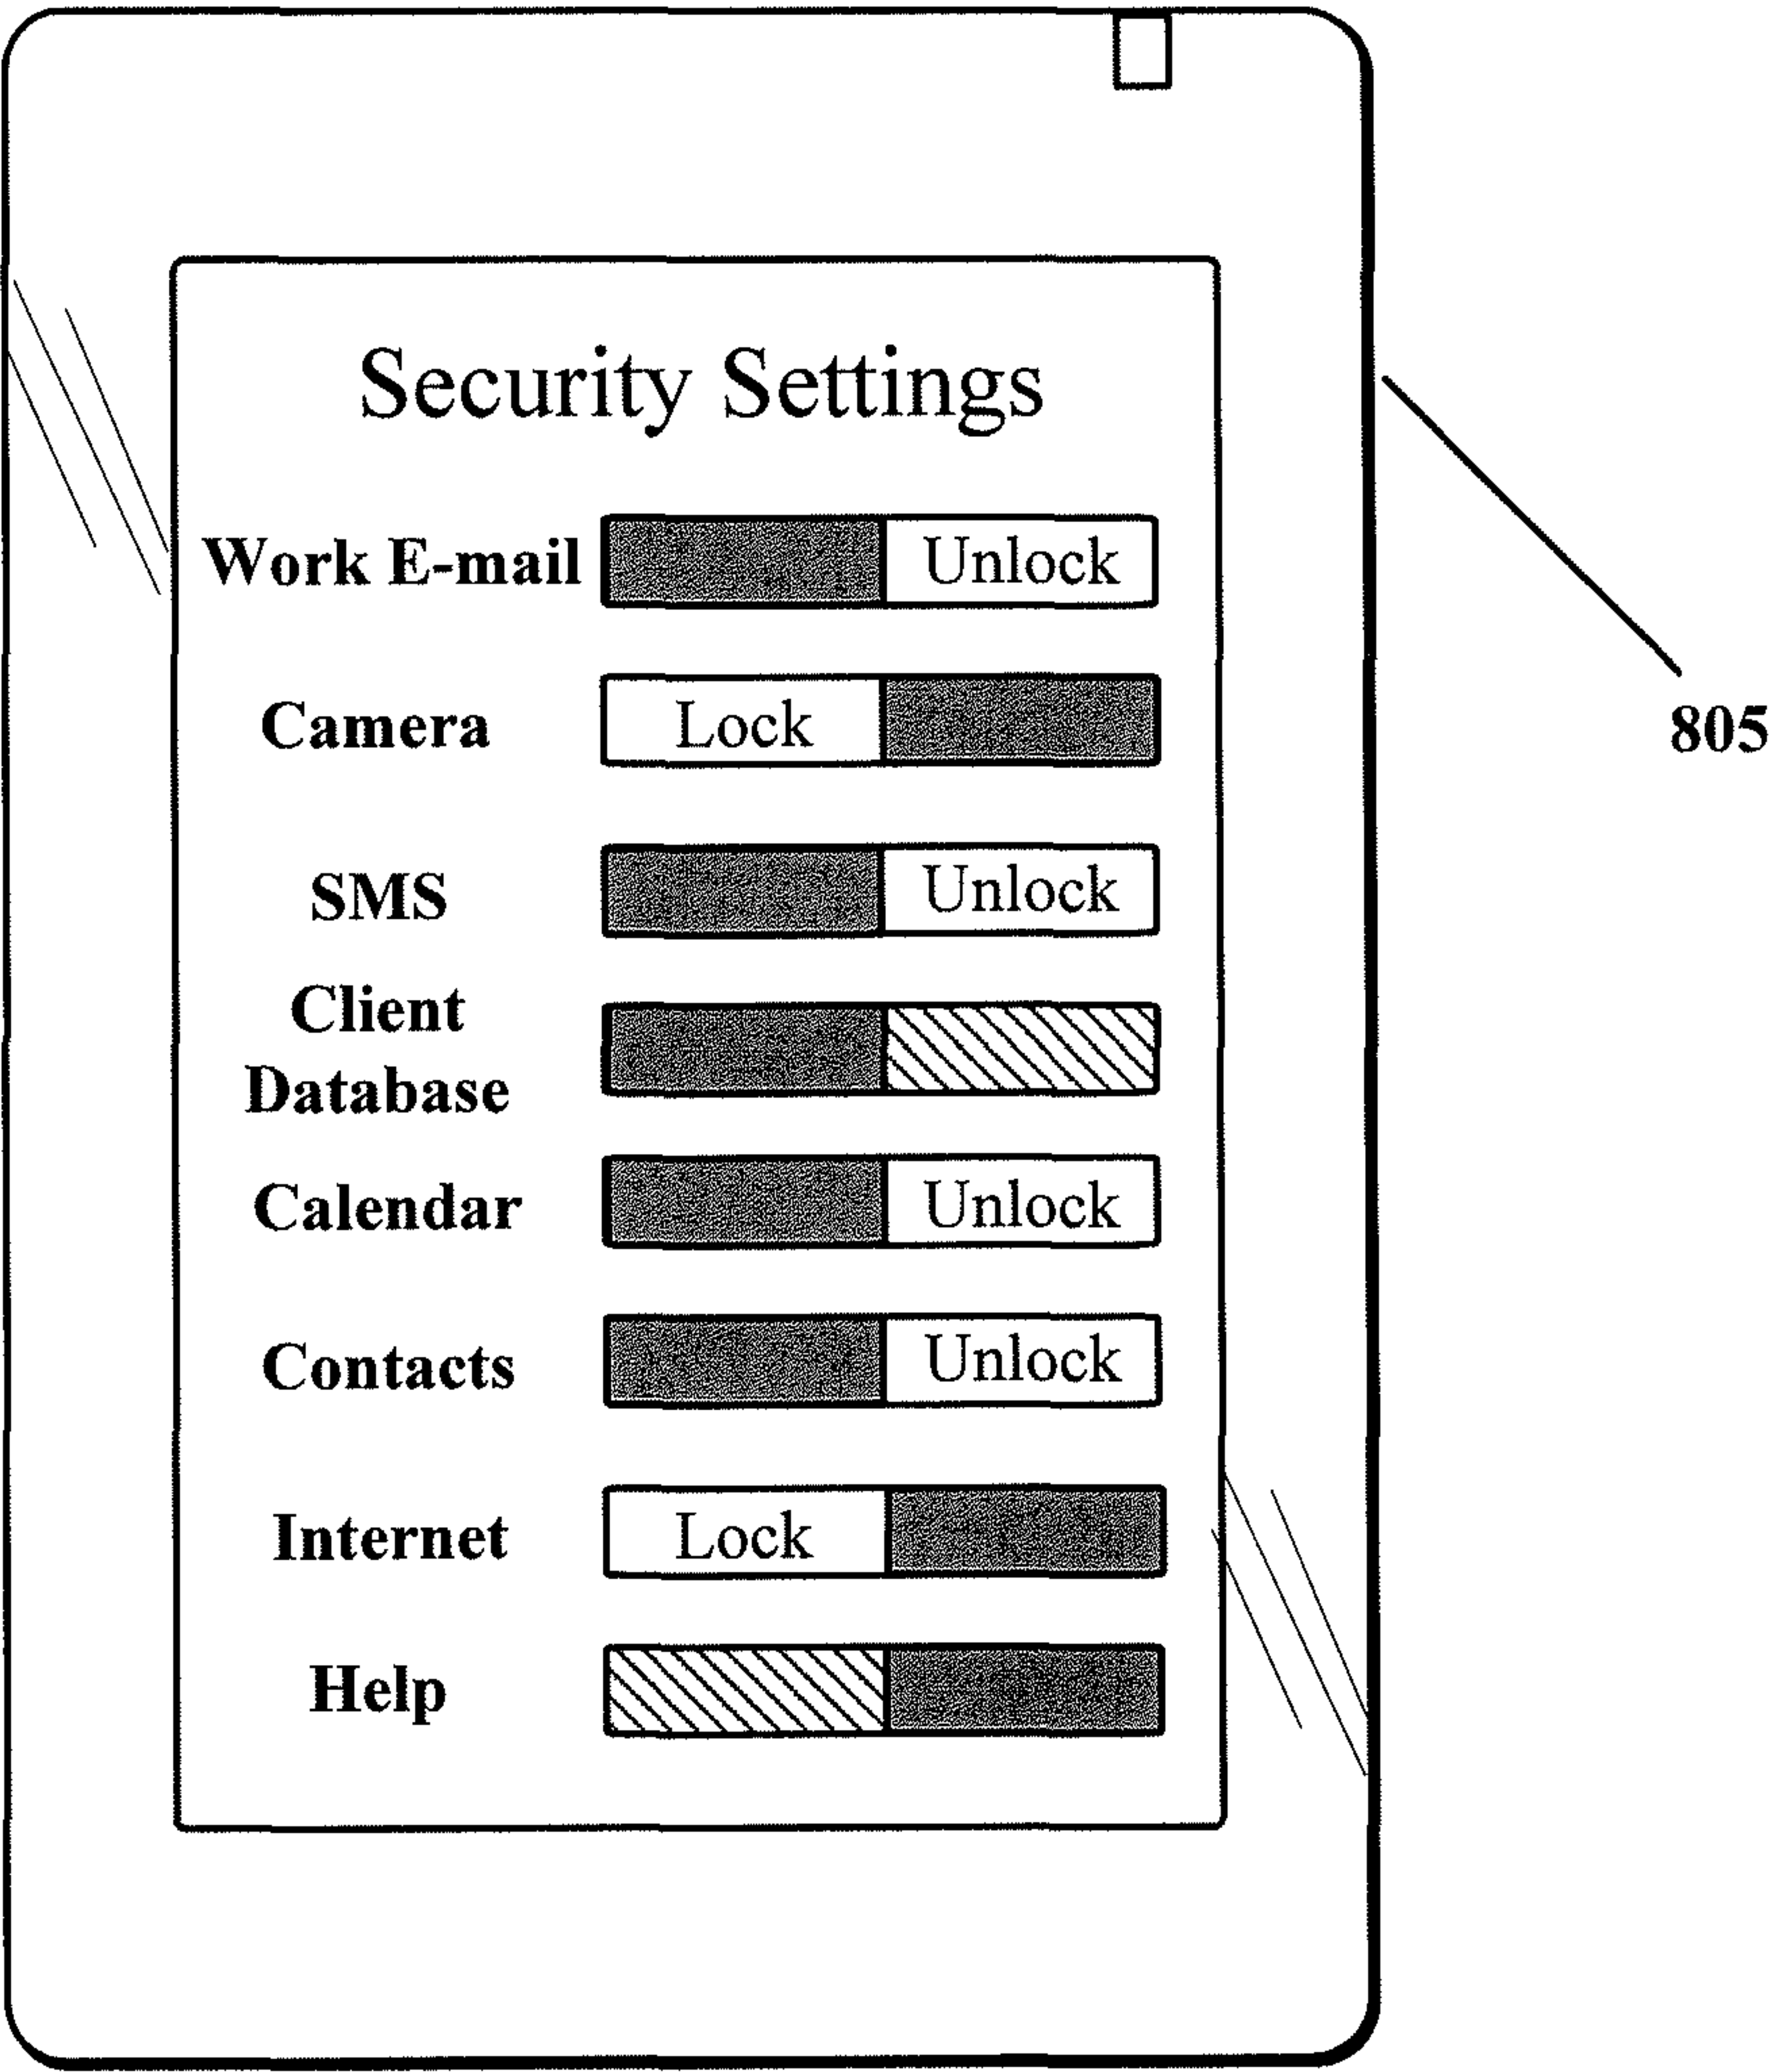 Security Settings
Work E-mail Unlock
Camera Lock
805
SMS Unlock
Client
Database
Calendar Unlock
Contacts Unlock
Internet Lock
Help